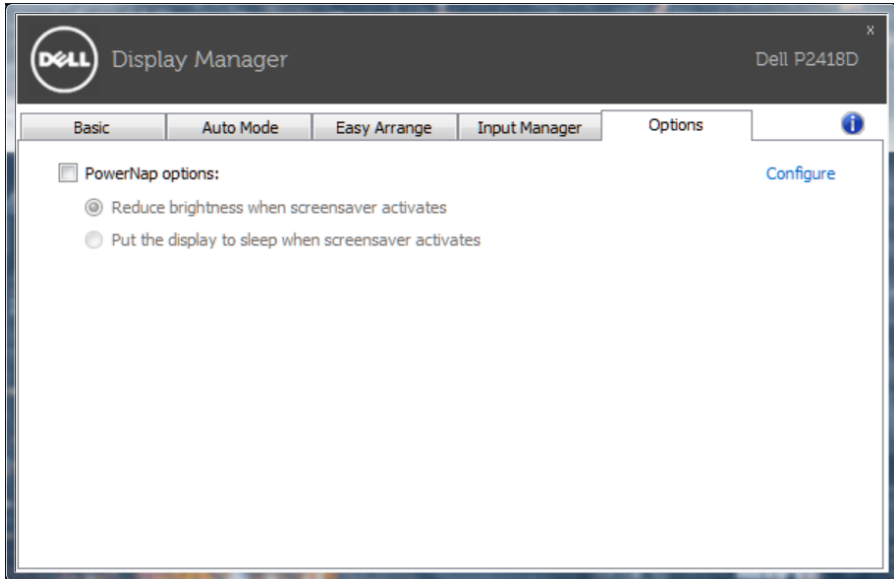 x
DELL Display Manager Dell P2418D
Basic Auto Mode Easy Arrange Input Manager Options i
PowerNap options: Configure
Reduce brightness when screensaver activates
Put the display to sleep when screensaver activates